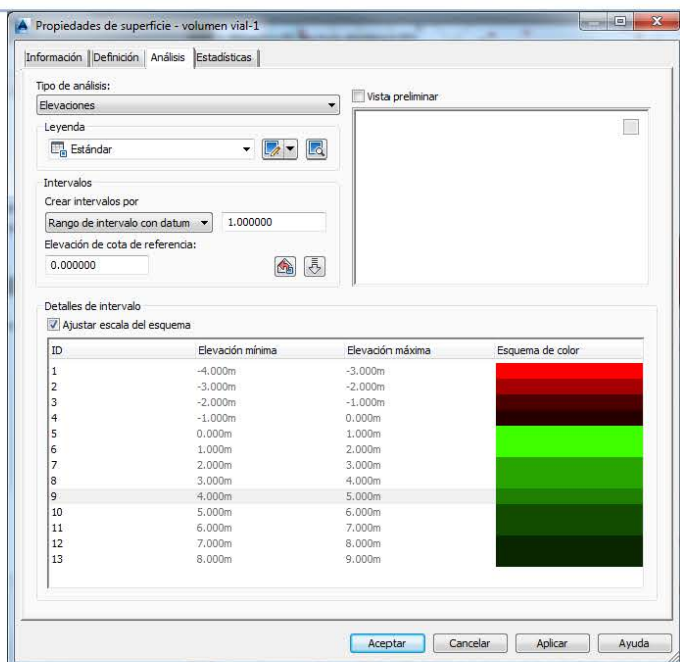 Propiedades de superficie - volumen vial-1
Información Definición Análisis Estadísticas
Tipo de análisis:
Elevaciones
Vista preliminar
Leyenda
Estándar
Intervalos
Crear intervalos por
Rango de intervalo con datum 1.000000
Elevación de cota de referencia:
0.000000
Detalles de intervalo
Ajustar escala del esquema
ID Elevación mínima Elevación máxima Esquema de color
1 -4.000m -3.000m
2 -3.000m -2.000m
3 -2.000m -1.000m
4 -1.000m 0.000m
5 0.000m 1.000m
6 1.000m 2.000m
7 2.000m 3.000m
8 3.000m 4.000m
9 4.000m 5.000m
10 5.000m 6.000m
11 6.000m 7.000m
12 7.000m 8.000m
13 8.000m 9.000m
Aceptar Cancelar Aplicar Ayuda